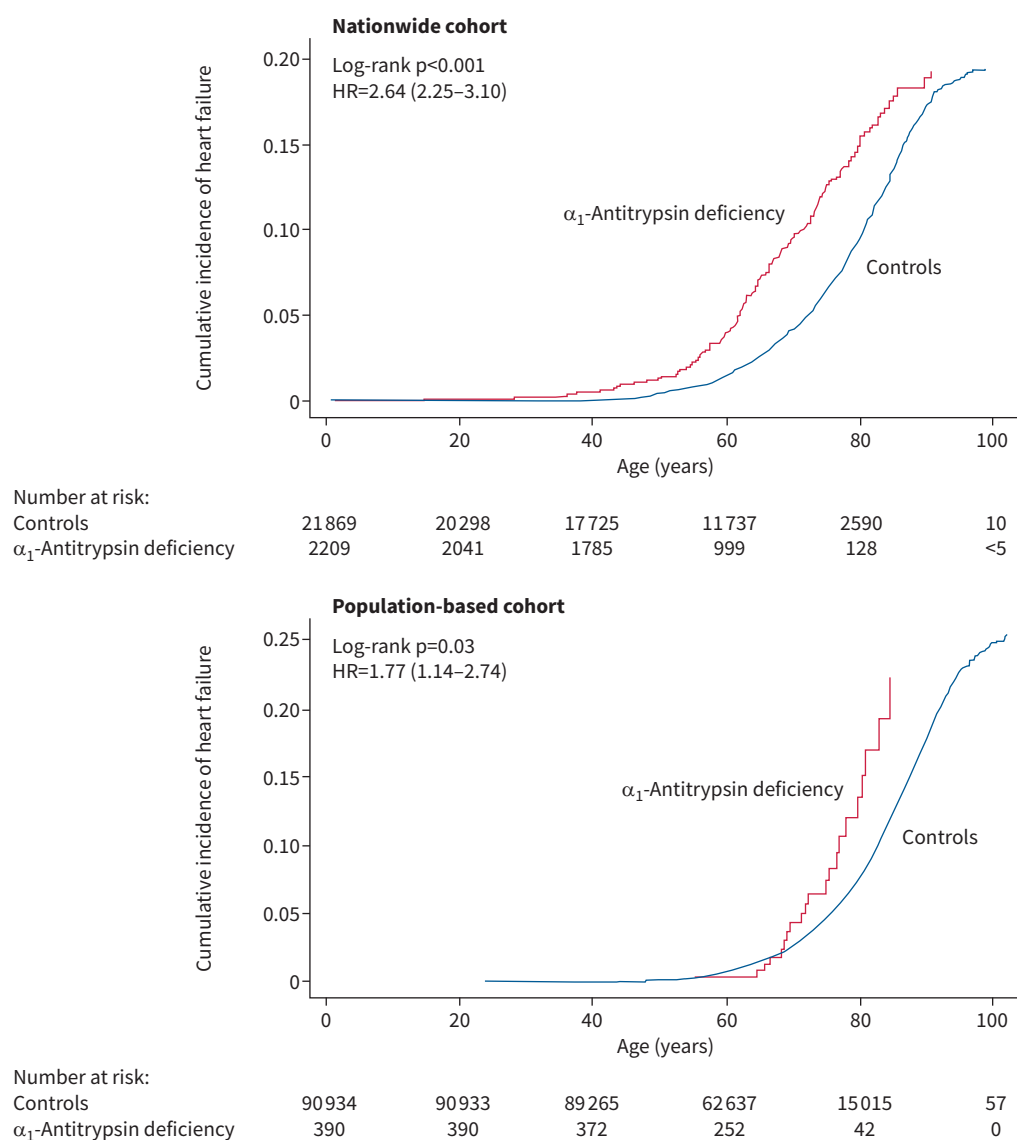 Nationwide cohort
Log-rank p<0.001
HR=2.64 (2.25–3.10)
Cumulative incidence of heart failure
0.20
0.15
0.10
0.05
0
α1-Antitrypsin deficiency
Controls
0 20 40 60 80 100
Age (years)
Number at risk:
Controls 21869 20298 17725 11737 2590 10
α1-Antitrypsin deficiency 2209 2041 1785 999 128 <5
Population-based cohort
Log-rank p=0.03
HR=1.77 (1.14–2.74)
Cumulative incidence of heart failure
0.25
0.20
0.15
0.10
0.05
0
α1-Antitrypsin deficiency
Controls
0 20 40 60 80 100
Age (years)
Number at risk:
Controls 90934 90933 89265 62637 15015 57
α1-Antitrypsin deficiency 390 390 372 252 42 0